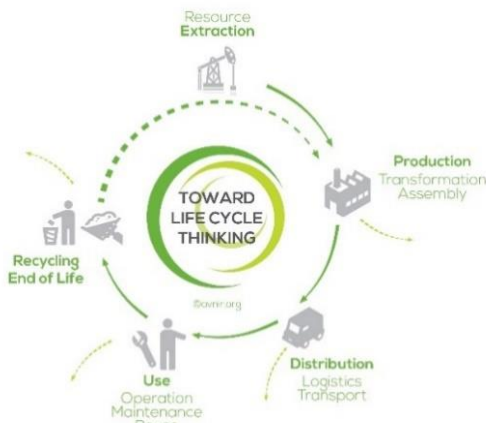 Resource
Extraction
Production
Transformation
Assembly
TOWARD
LIFE CYCLE
THINKING
Recycling
End of Life
Distribution
Logistics
Transport
Use
Operation
Maintenance